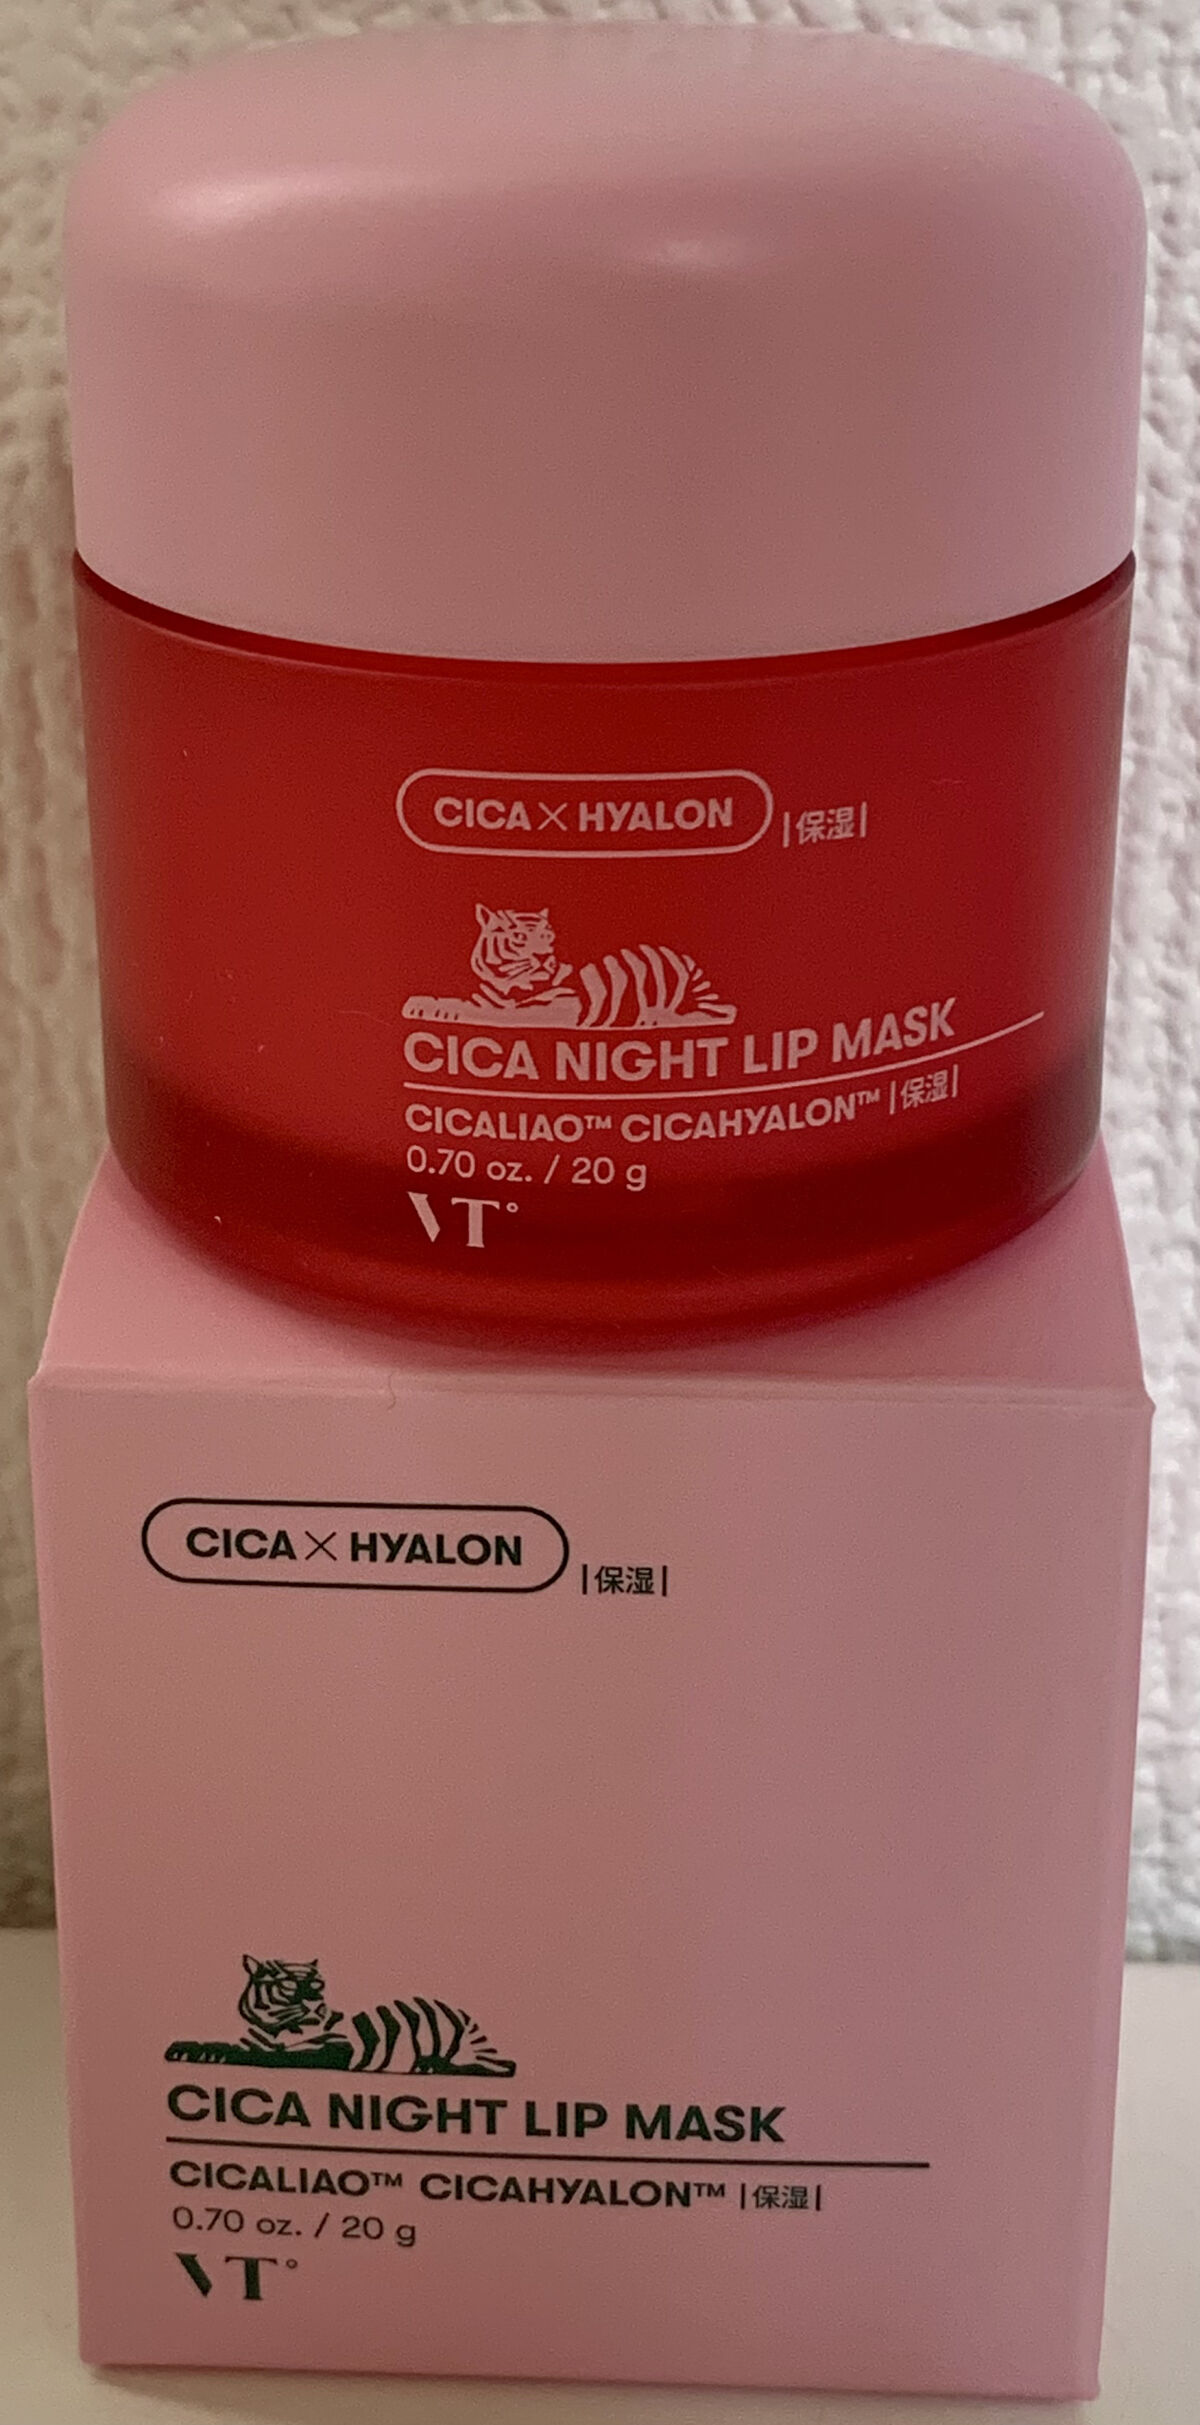 CICA×HYALON |保湿|
CICA NIGHT LIP MASK
CICALIAO™ CICAHYALON™ |保湿|
0.70 oz. / 20 g
VT°
CICA×HYALON |保湿|
CICA NIGHT LIP MASK
CICALIAO™ CICAHYALON™ |保湿|
0.70 oz. / 20 g
VT°